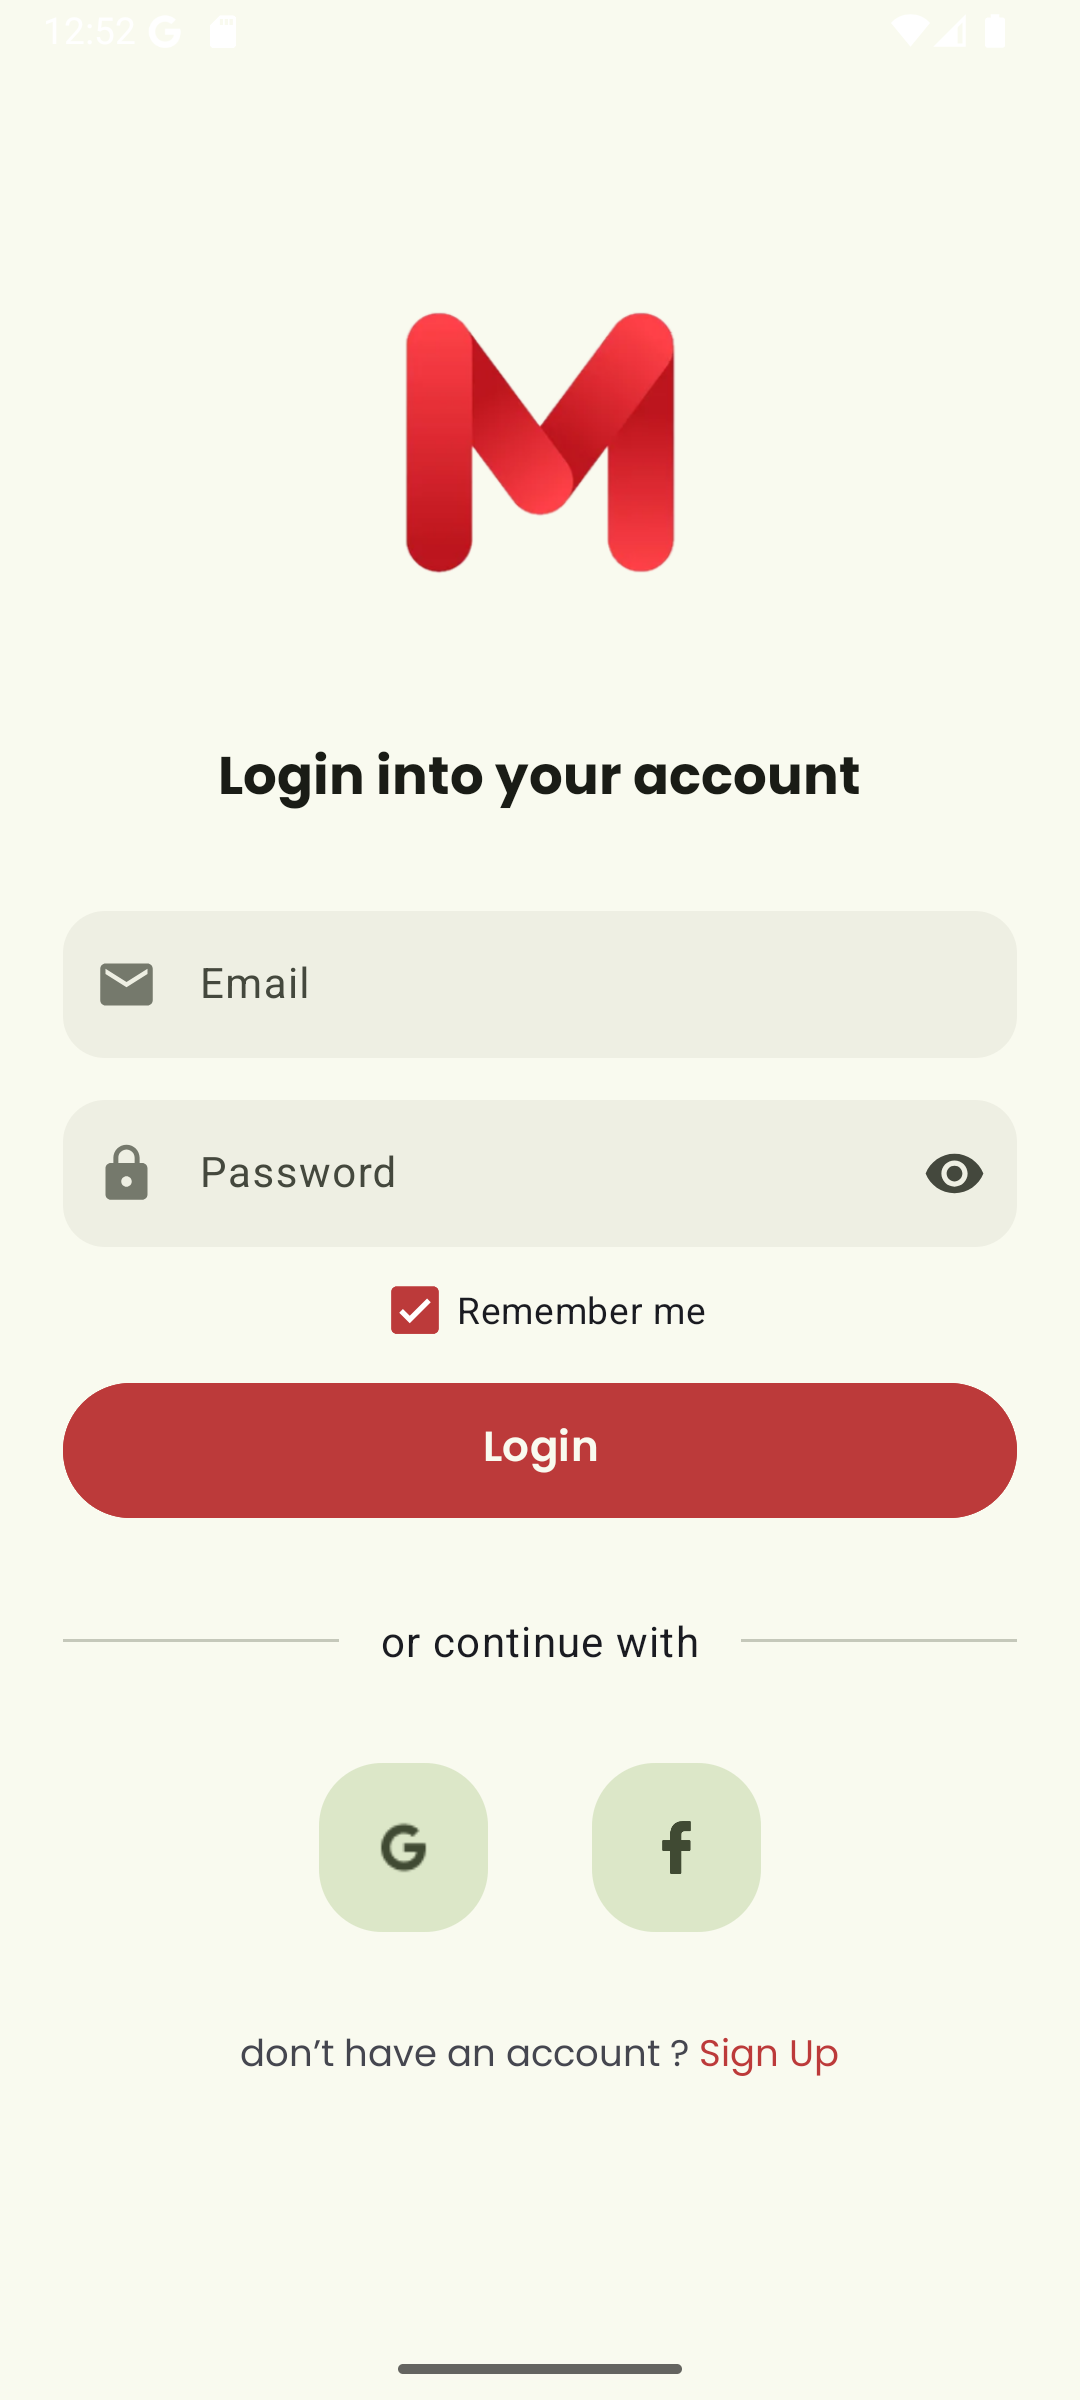 12:52
M
Login into your account
Email
Password
Remember me
Login
or continue with
G f
don’t have an account ? Sign Up